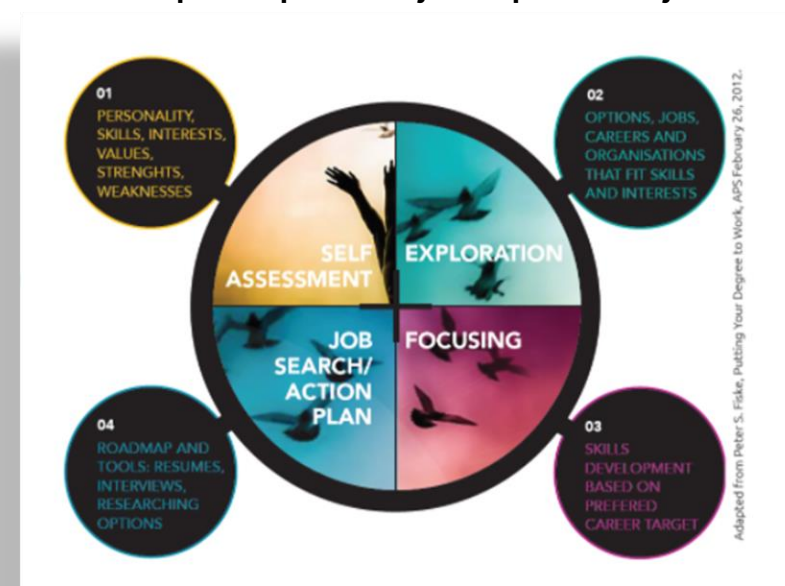 01
PERSONALITY,
SKILLS, INTERESTS,
VALUES,
STRENGHTS,
WEAKNESSES
02
OPTIONS, JOBS,
CAREERS AND
ORGANISATIONS
THAT FIT SKILLS
AND INTERESTS
SELF
ASSESSMENT
EXPLORATION
JOB
SEARCH/
ACTION
PLAN
FOCUSING
04
ROADMAP AND
TOOLS: RESUMES,
INTERVIEWS,
RESEARCHING
OPTIONS
03
SKILLS
DEVELOPMENT
BASED ON
PREFERED
CAREER TARGET
Adapted from Peter S. Fiske, Putting Your Degree to Work, APS February 26, 2012.